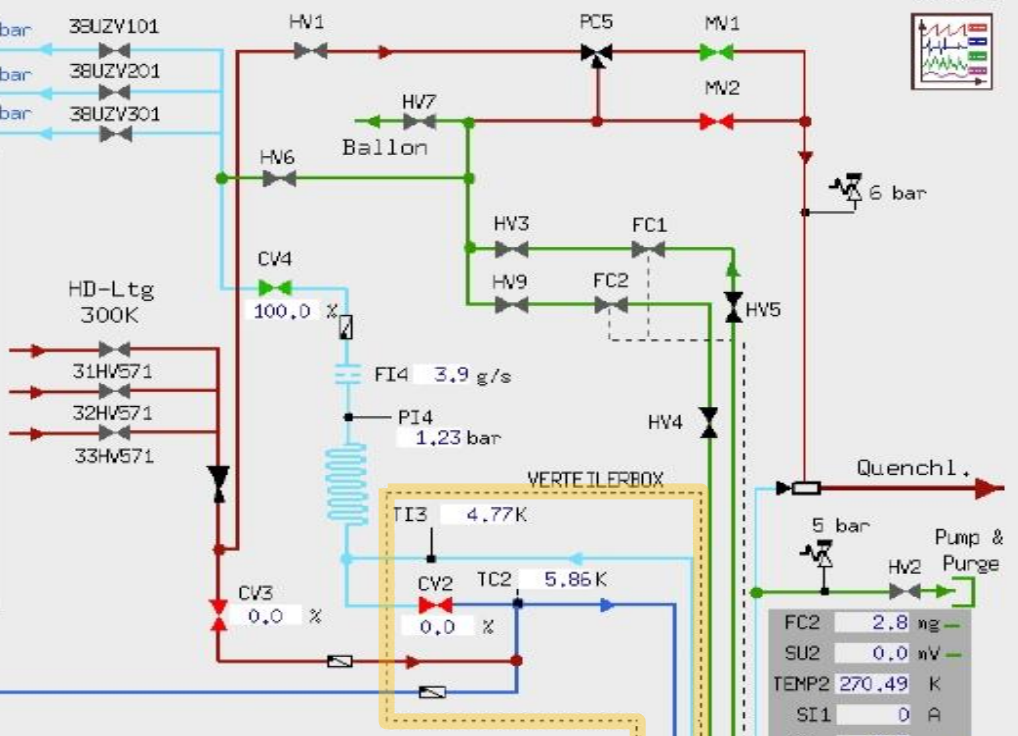 bar
38UZV101
bar
38UZV201
bar
38UZV301
HV1
PC5
MV1
MV2
HV7
Ballon
HV6
6 bar
HV3
FC1
HV9
FC2
HV5
CV4
100.0 %
HD-Ltg
300K
31HV571
32HV571
33HV571
FI4 3.9 g/s
PI4
1.23 bar
HV4
VERTEILERBOX
Quenchl.
TI3 4.77K
5 bar
Pump &
Purge
HV2
CV2
TC2 5.86 K
0.0 %
CV3
0.0 %
FC2 2.8 mg
SU2 0.0 mV
TEMP2 270.49 K
SI1 0 A